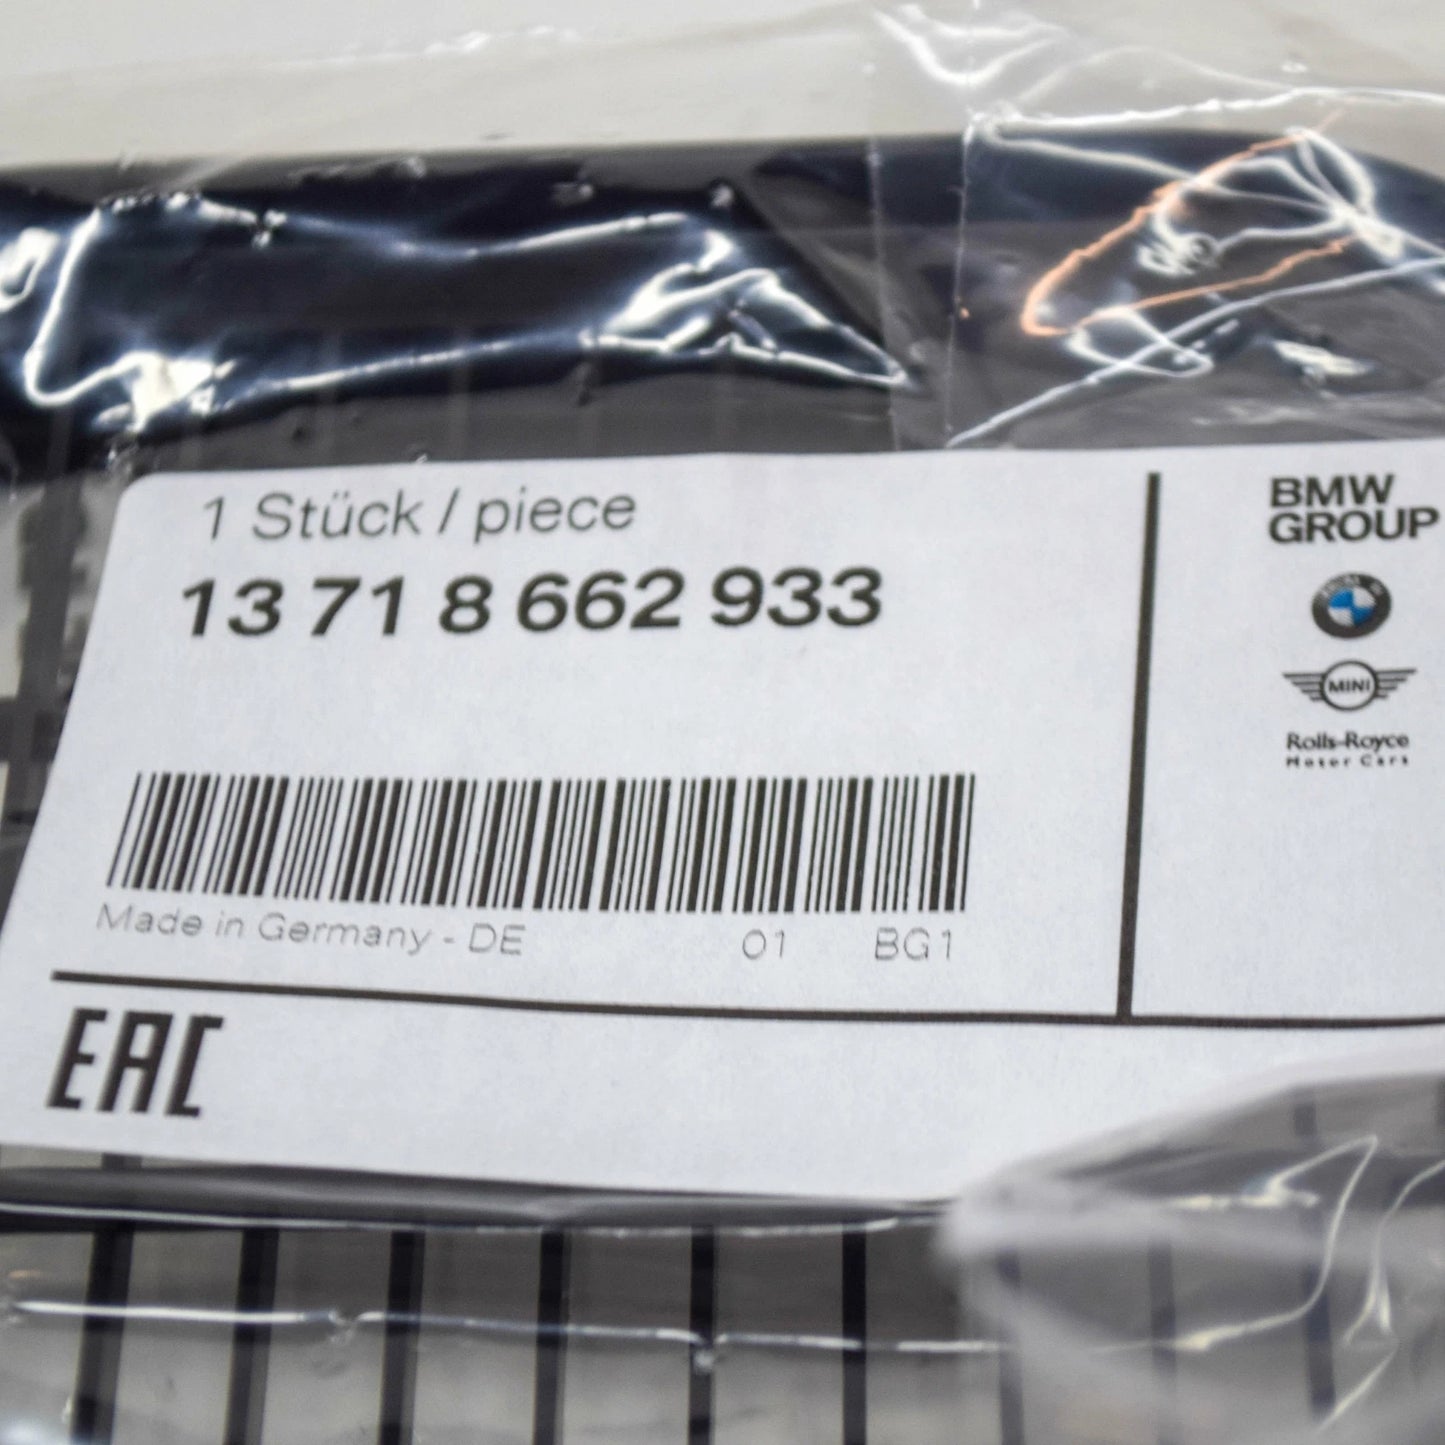 1 Stück / piece
13 71 8 662 933
Made in Germany - DE 01 BG1
EAC
BMW
GROUP
BMW
MINI
Rolls-Royce
Motor Cars